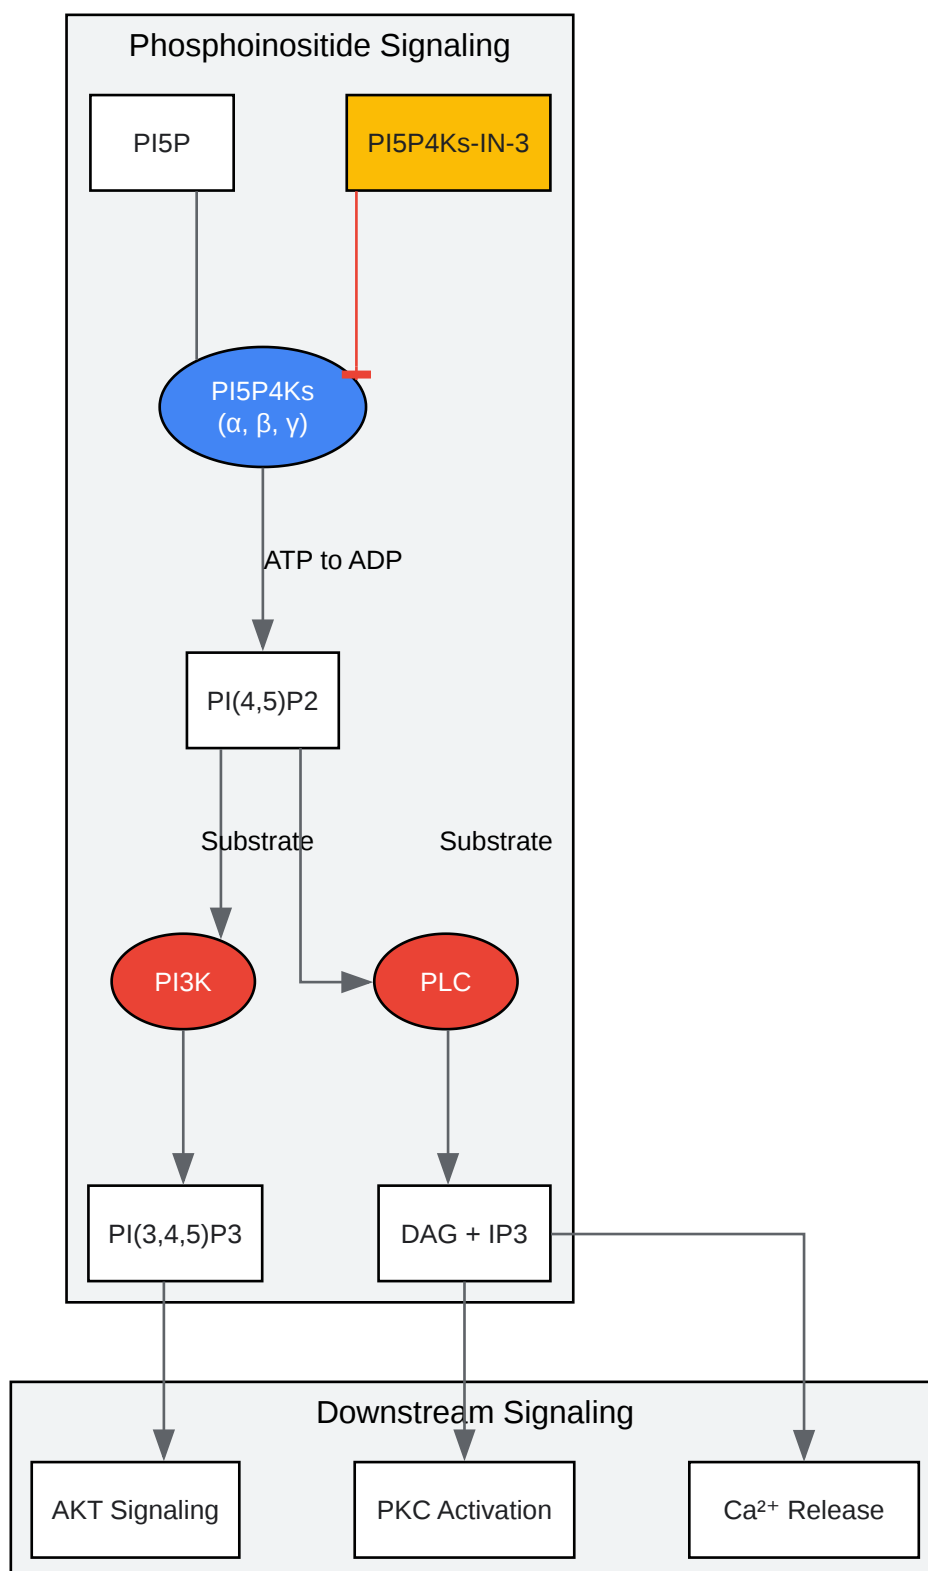 Phosphoinositide Signaling
PI5P
PI5P4Ks-IN-3
PI5P4Ks
(α, β, γ)
ATP to ADP
PI(4,5)P2
Substrate
Substrate
PI3K
PLC
PI(3,4,5)P3
DAG + IP3
Downstream Signaling
AKT Signaling
PKC Activation
Ca²⁺ Release